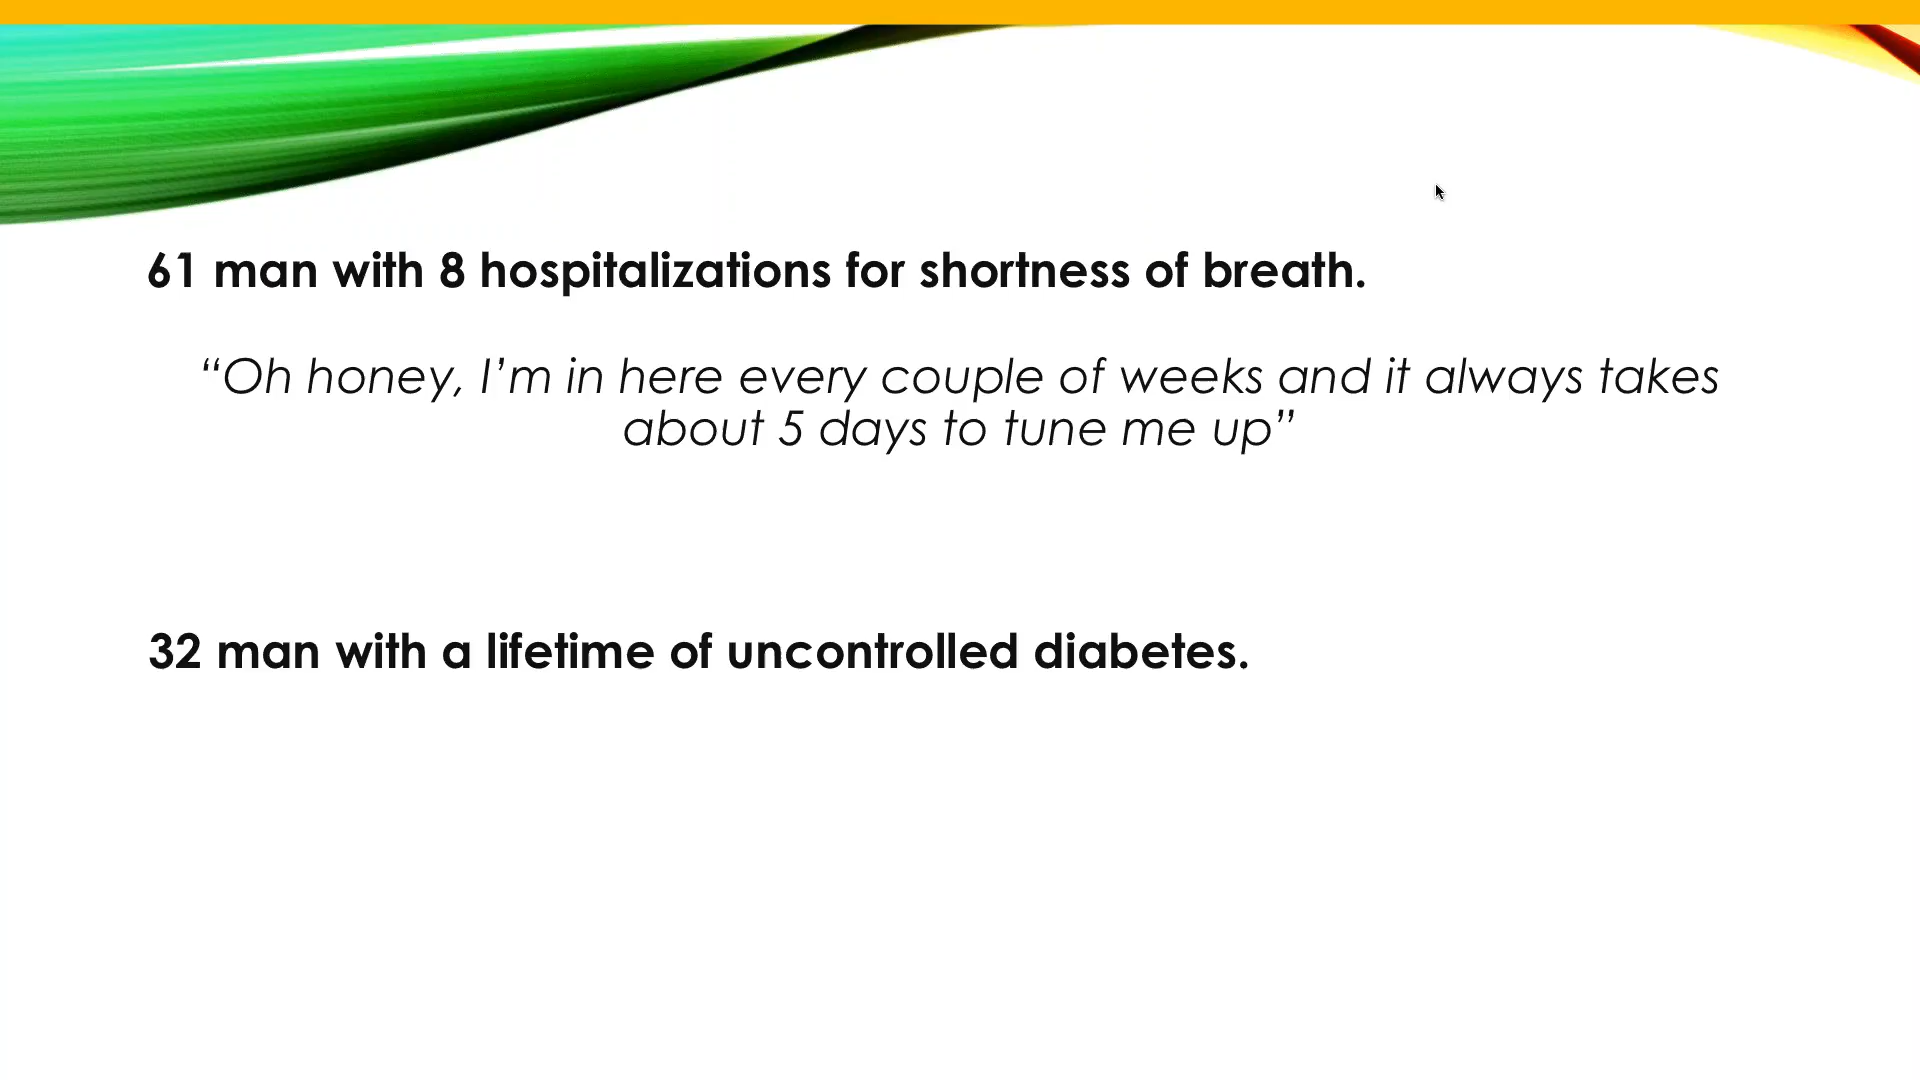 61 man with 8 hospitalizations for shortness of breath.
“Oh honey, I’m in here every couple of weeks and it always takes
about 5 days to tune me up”
32 man with a lifetime of uncontrolled diabetes.